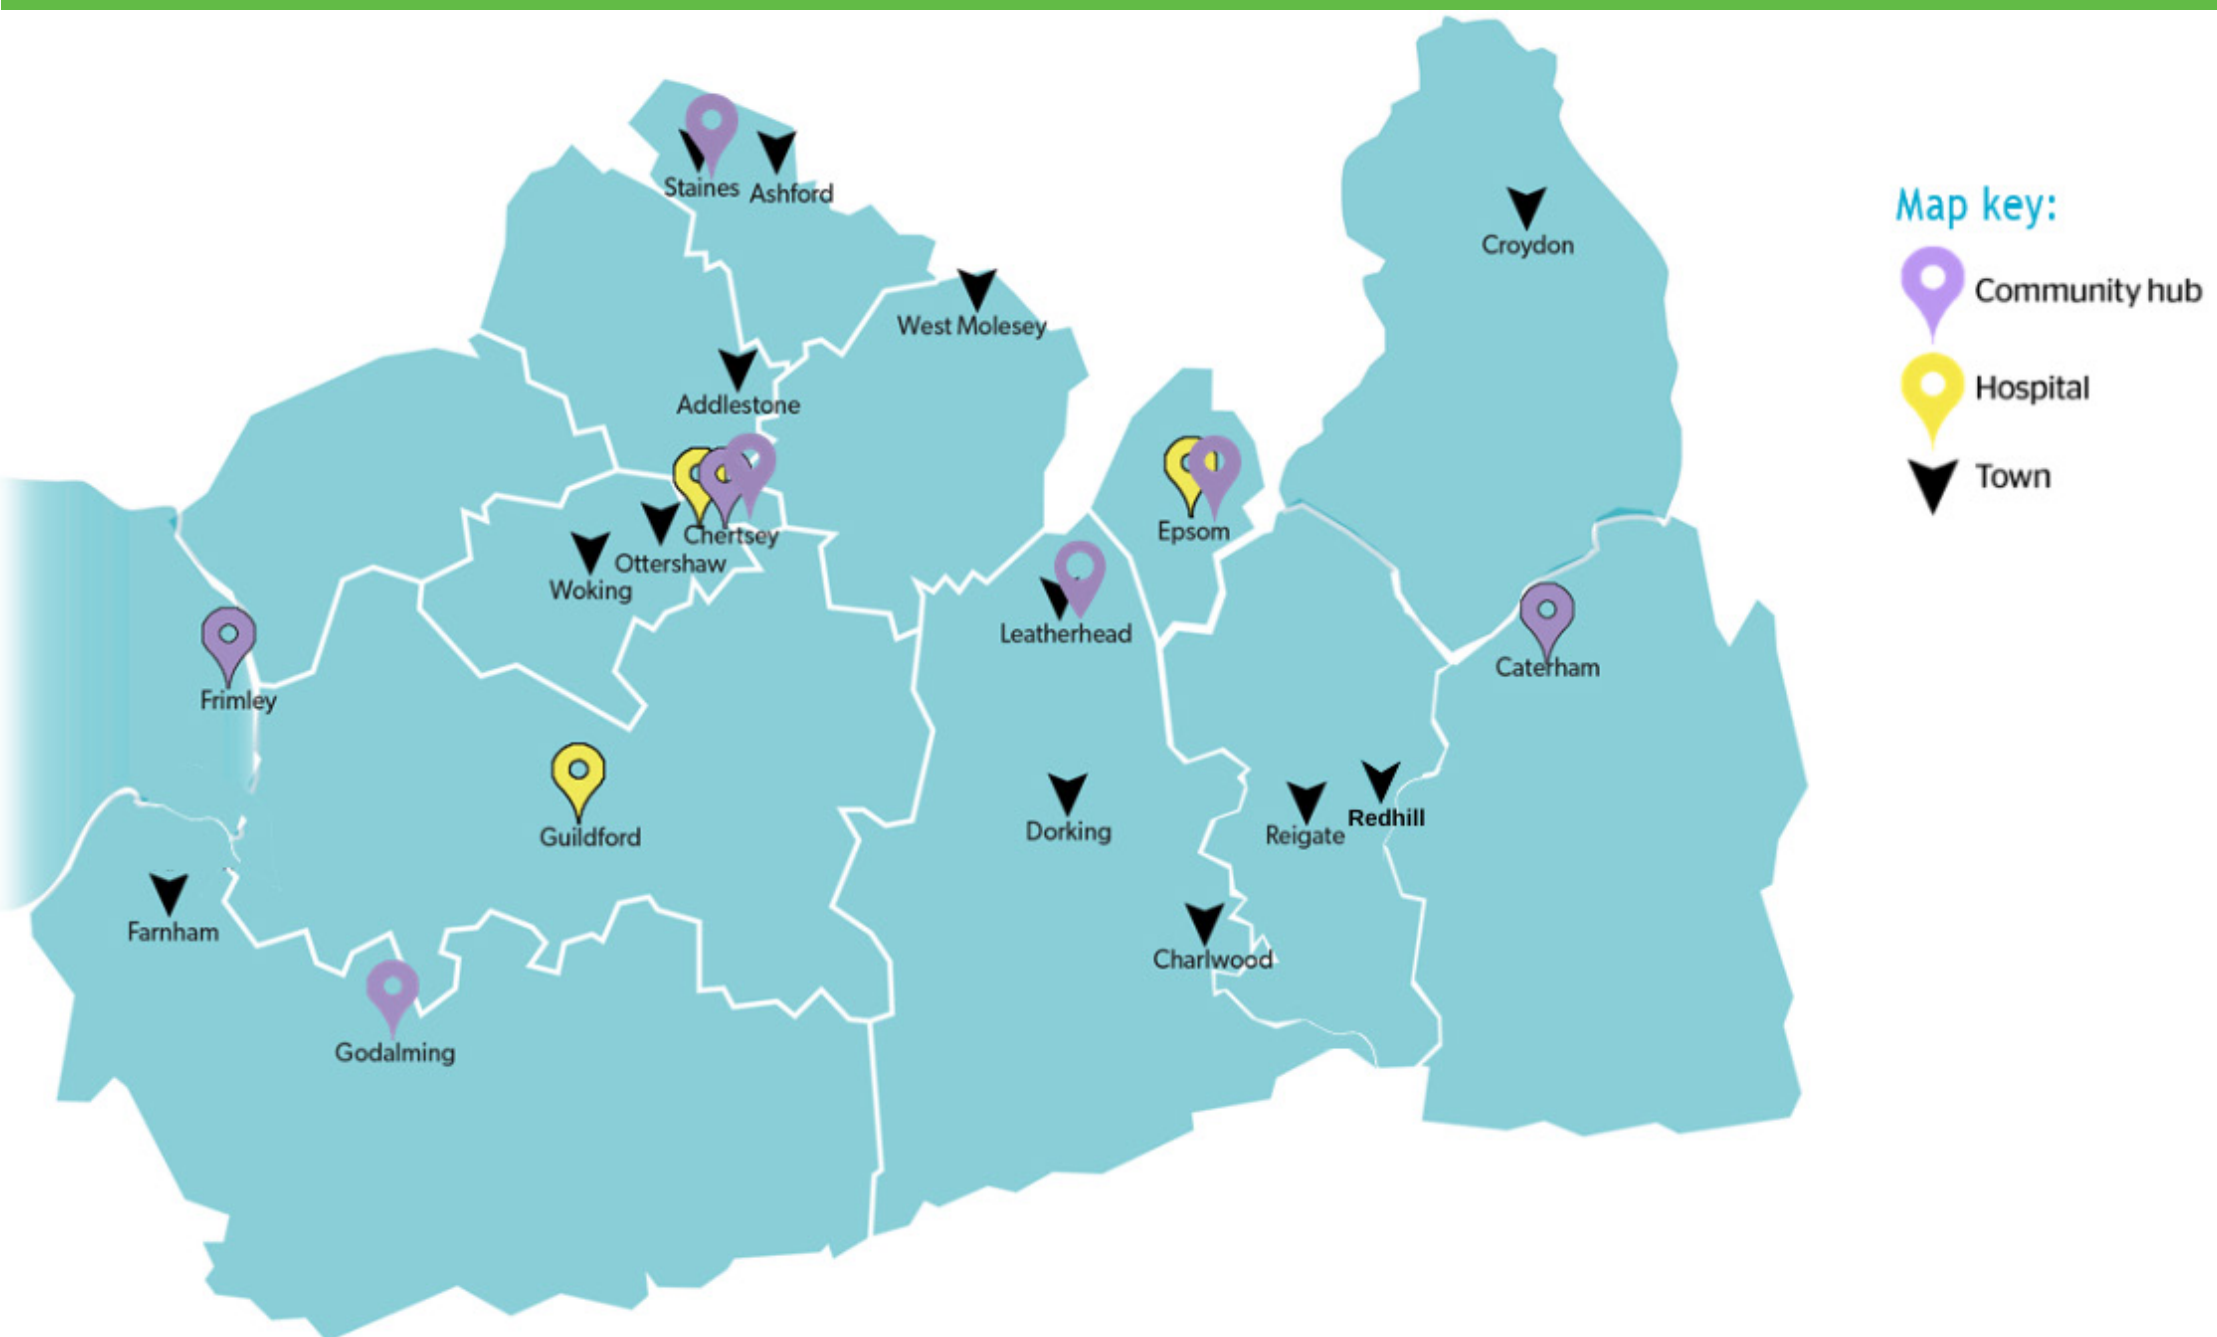 Staines
Ashford
Croydon
West Molesey
Addlestone
Chertsey
Ottershaw
Woking
Epsom
Leatherhead
Caterham
Frimley
Guildford
Dorking
Reigate
Redhill
Farnham
Charlwood
Godalming
Map key:
Community hub
Hospital
Town